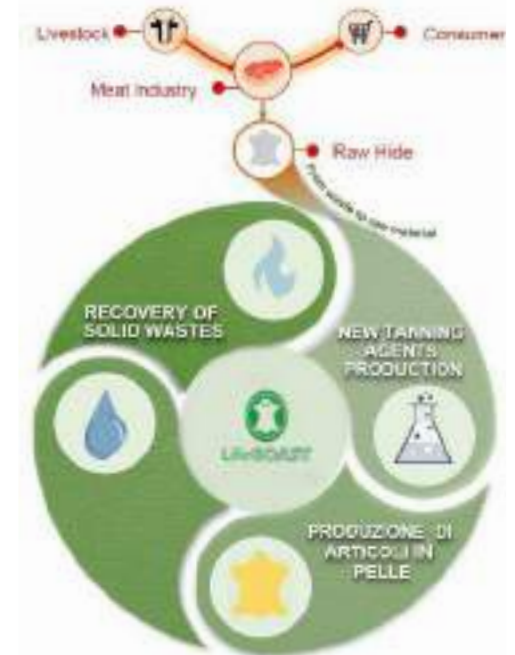 Livestock
Consumer
Meat Industry
Raw Hide
From waste to raw material
RECOVERY OF
SOLID WASTES
NEW TANNING
AGENTS
PRODUCTION
PRODUZIONE DI
ARTICOLI IN
PELLE